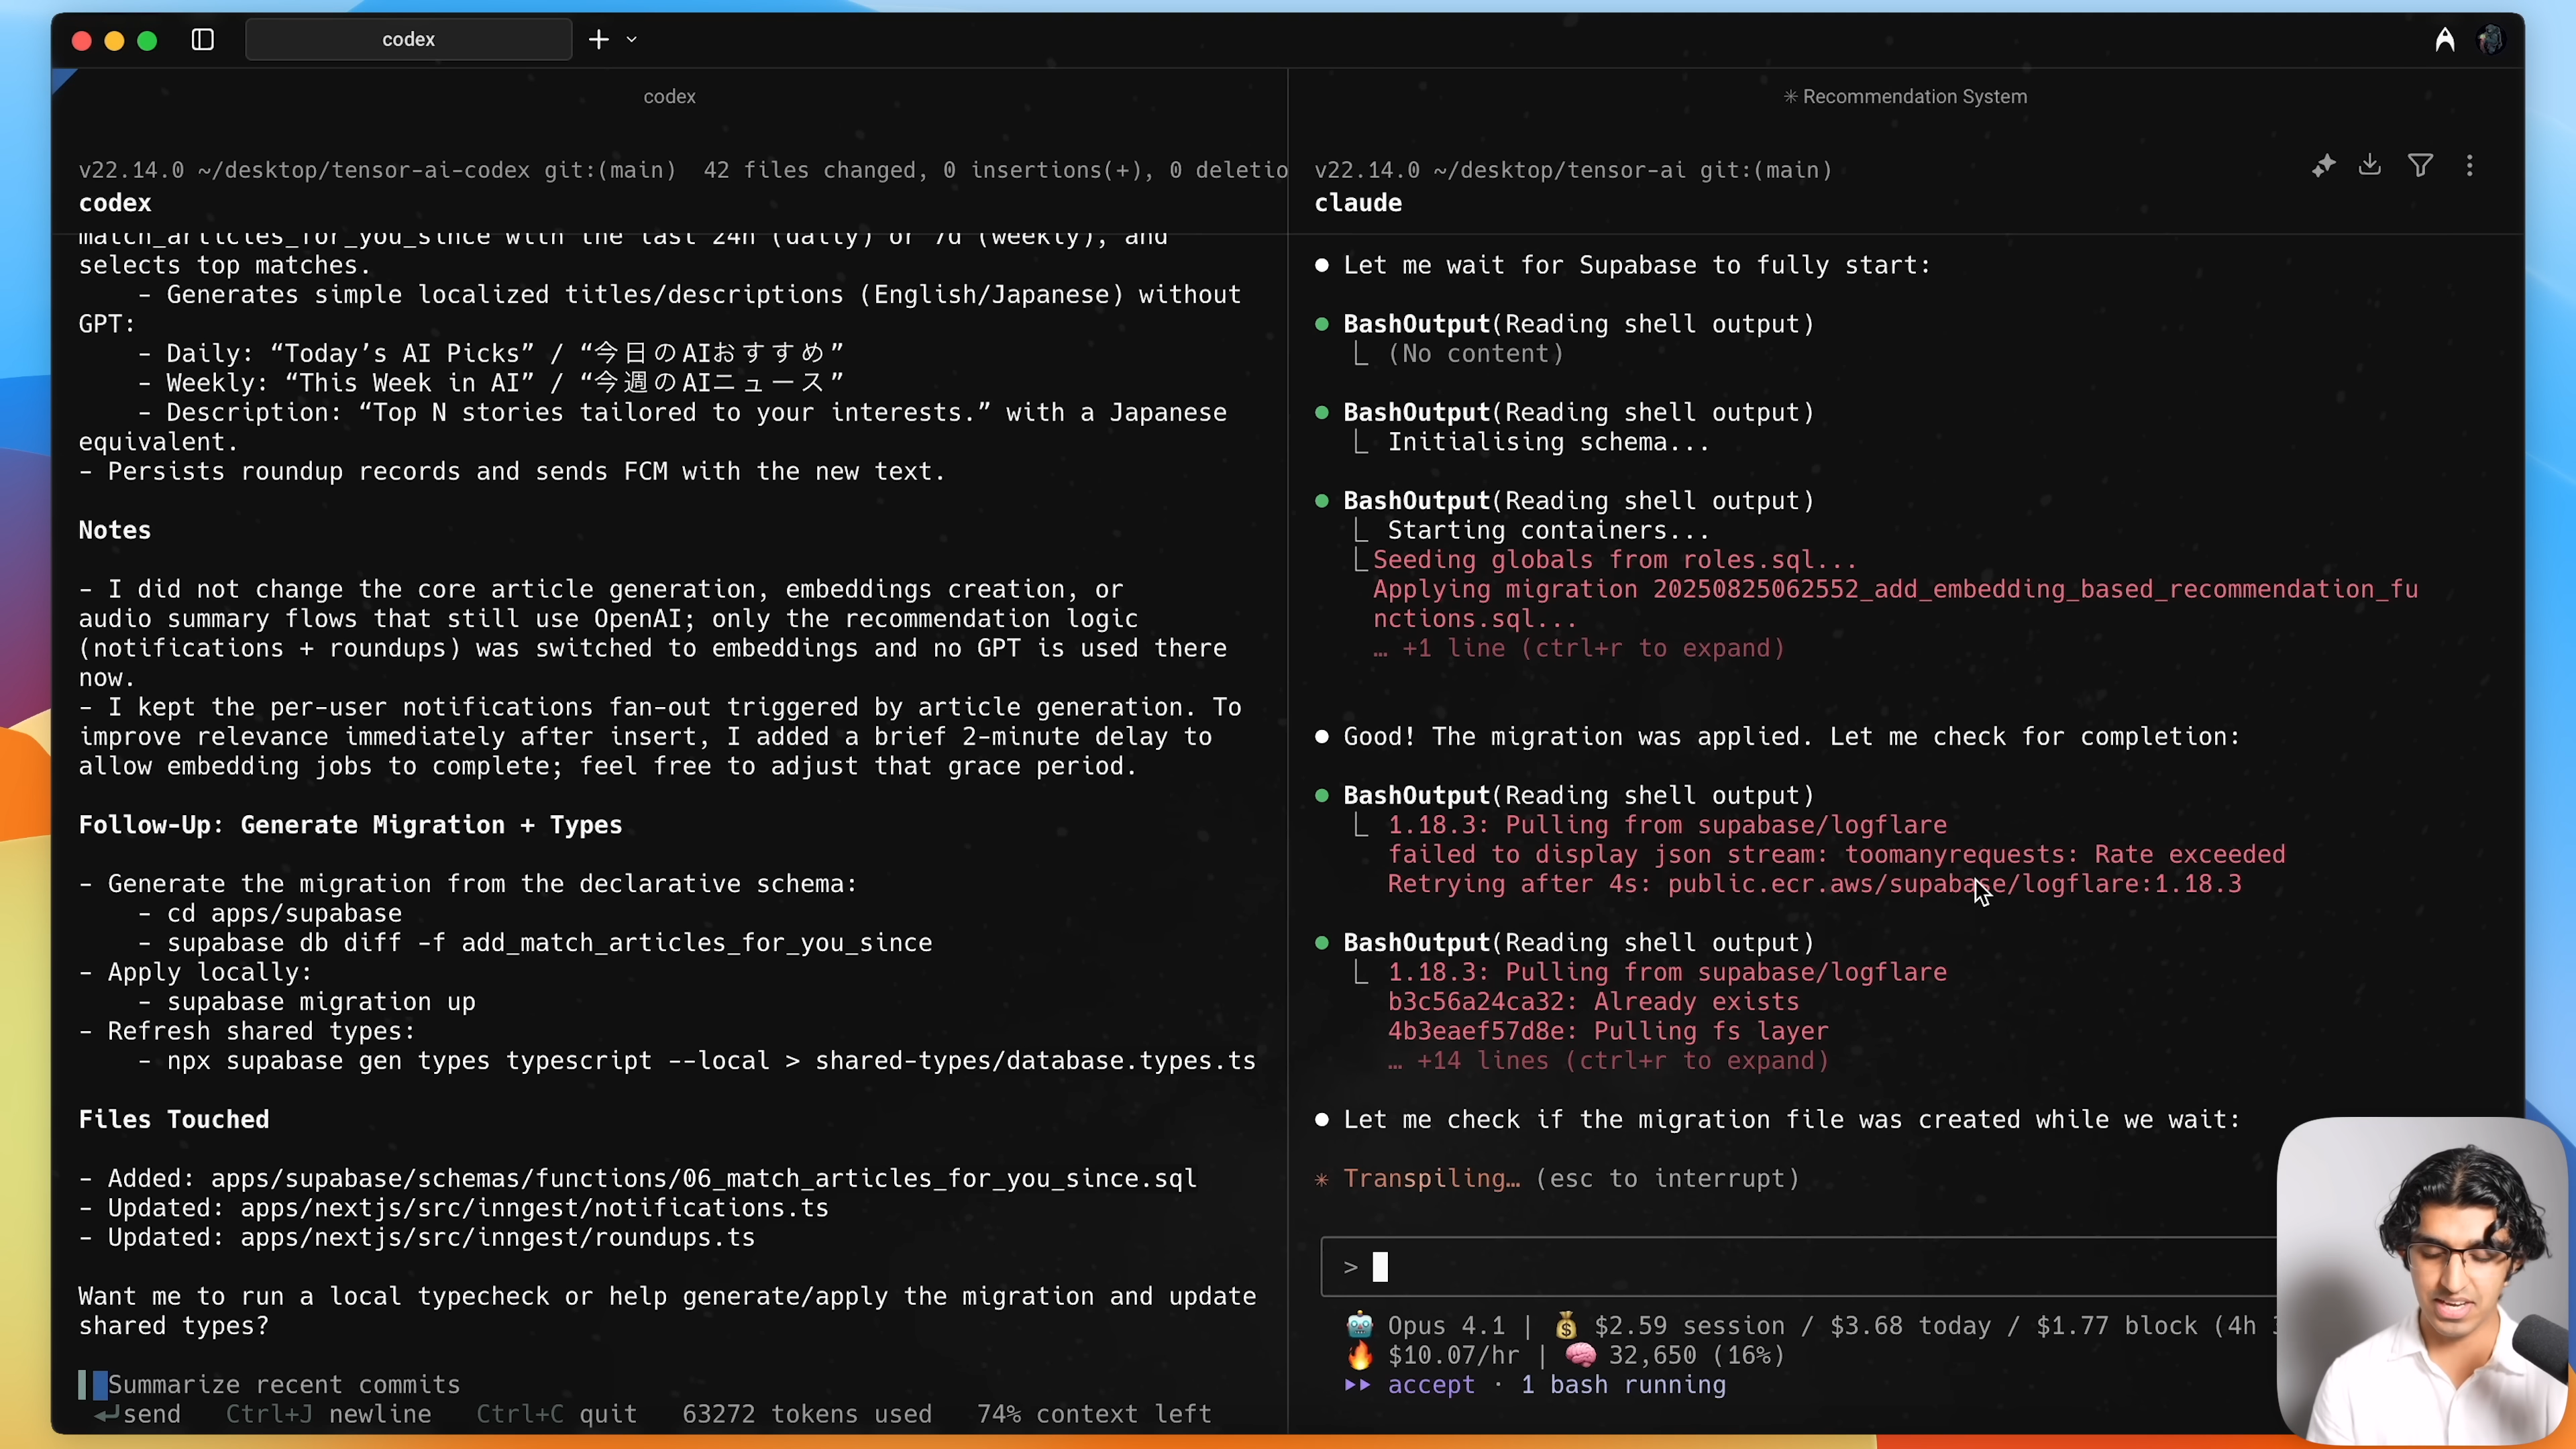 codex
codex
v22.14.0 ~/desktop/tensor-ai-codex git:(main)  42 files changed, 0 insertions(+), 0 deletio
codex
match_articles_for_you_since with the last 24h (daily) or 7d (weekly), and
selects top matches.
- Generates simple localized titles/descriptions (English/Japanese) without
GPT:
- Daily: “Today’s AI Picks” / “今日のAIおすすめ”
- Weekly: “This Week in AI” / “今週のAIニュース”
- Description: “Top N stories tailored to your interests.” with a Japanese
equivalent.
- Persists roundup records and sends FCM with the new text.
Notes
- I did not change the core article generation, embeddings creation, or
audio summary flows that still use OpenAI; only the recommendation logic
(notifications + roundups) was switched to embeddings and no GPT is used there
now.
- I kept the per-user notifications fan-out triggered by article generation. To
improve relevance immediately after insert, I added a brief 2-minute delay to
allow embedding jobs to complete; feel free to adjust that grace period.
Follow-Up: Generate Migration + Types
- Generate the migration from the declarative schema:
- cd apps/supabase
- supabase db diff -f add_match_articles_for_you_since
- Apply locally:
- supabase migration up
- Refresh shared types:
- npx supabase gen types typescript --local > shared-types/database.types.ts
Files Touched
- Added: apps/supabase/schemas/functions/06_match_articles_for_you_since.sql
- Updated: apps/nextjs/src/inngest/notifications.ts
- Updated: apps/nextjs/src/inngest/roundups.ts
Want me to run a local typecheck or help generate/apply the migration and update
shared types?
Summarize recent commits
⏎send   Ctrl+J newline   Ctrl+C quit   63272 tokens used   74% context left
✳ Recommendation System
v22.14.0 ~/desktop/tensor-ai git:(main)
claude
● Let me wait for Supabase to fully start:
● BashOutput(Reading shell output)
⎿ (No content)
● BashOutput(Reading shell output)
⎿ Initialising schema...
● BashOutput(Reading shell output)
⎿ Starting containers...
⎿ Seeding globals from roles.sql...
Applying migration 20250825062552_add_embedding_based_recommendation_fu
nctions.sql...
… +1 line (ctrl+r to expand)
● Good! The migration was applied. Let me check for completion:
● BashOutput(Reading shell output)
⎿ 1.18.3: Pulling from supabase/logflare
failed to display json stream: toomanyrequests: Rate exceeded
Retrying after 4s: public.ecr.aws/supabase/logflare:1.18.3
● BashOutput(Reading shell output)
⎿ 1.18.3: Pulling from supabase/logflare
b3c56a24ca32: Already exists
4b3eaef57d8e: Pulling fs layer
… +14 lines (ctrl+r to expand)
● Let me check if the migration file was created while we wait:
✳ Transpiling… (esc to interrupt)
>
🤖 Opus 4.1 | 💰 $2.59 session / $3.68 today / $1.77 block (4h
🔥 $10.07/hr | 🧠 32,650 (16%)
⏵⏵ accept · 1 bash running